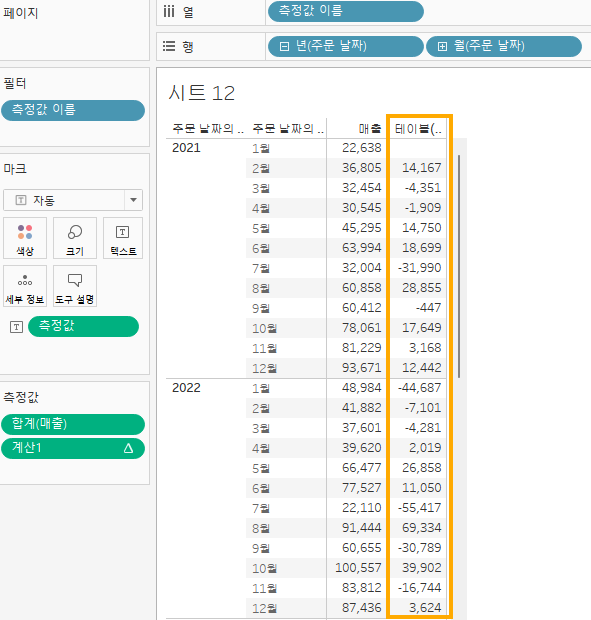 페이지
열 측정값 이름
행 년(주문 날짜) 월(주문 날짜)
필터
측정값 이름
마크
자동
색상 크기 텍스트
세부 정보 도구 설명
측정값
측정값
합계(매출)
계산1
시트 12
주문 날짜의 .. 주문 날짜의 .. 매출 테이블(..
2021 1월 22,638
2월 36,805 14,167
3월 32,454 -4,351
4월 30,545 -1,909
5월 45,295 14,750
6월 63,994 18,699
7월 32,004 -31,990
8월 60,858 28,855
9월 60,412 -447
10월 78,061 17,649
11월 81,229 3,168
12월 93,671 12,442
2022 1월 48,984 -44,687
2월 41,882 -7,101
3월 37,601 -4,281
4월 39,620 2,019
5월 66,477 26,858
6월 77,527 11,050
7월 22,110 -55,417
8월 91,444 69,334
9월 60,655 -30,789
10월 100,557 39,902
11월 83,812 -16,744
12월 87,436 3,624